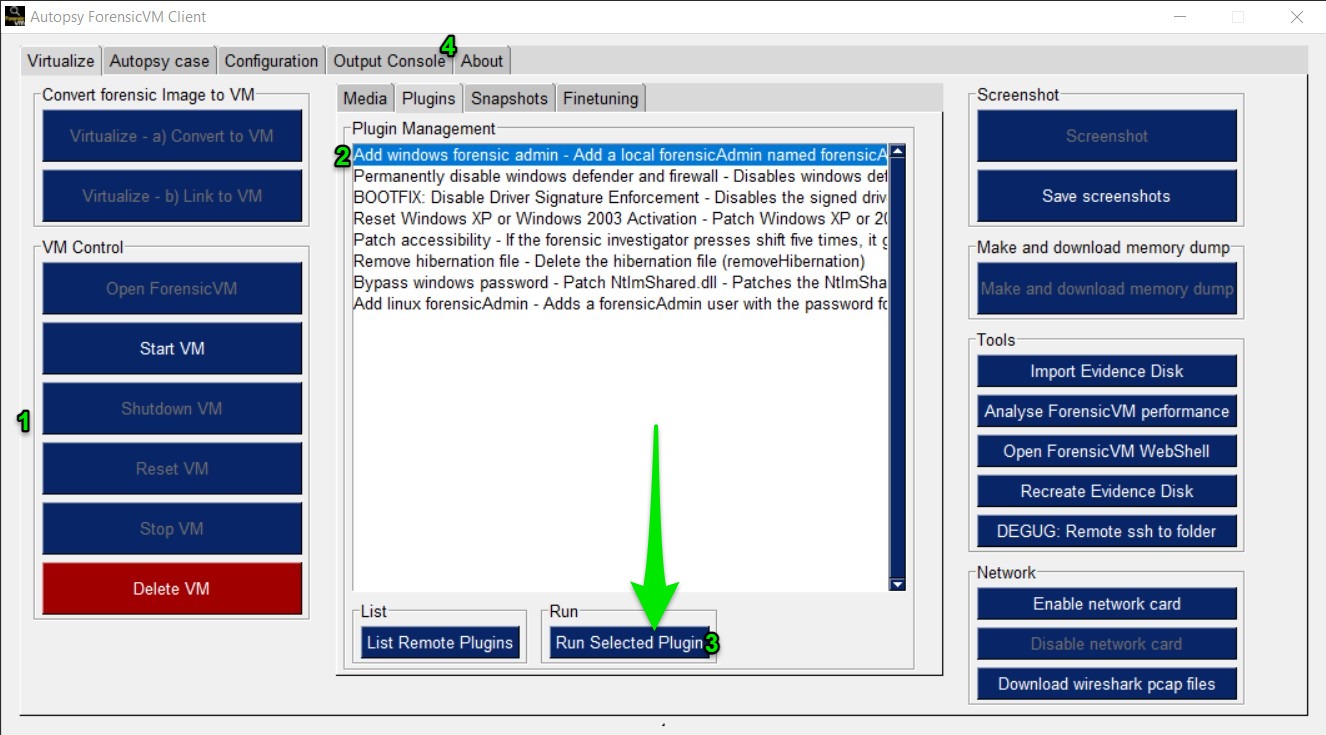 Autopsy ForensicVM Client
Virtualize
Autopsy case
Configuration
Output Console
4
About
Convert forensic Image to VM
Virtualize - a) Convert to VM
Virtualize - b) Link to VM
VM Control
Open ForensicVM
Start VM
1
Shutdown VM
Reset VM
Stop VM
Delete VM
Media
Plugins
Snapshots
Finetuning
Plugin Management
2
Add windows forensic admin - Add a local forensicAdmin named forensicA
Permanently disable windows defender and firewall - Disables windows def
BOOTFIX: Disable Driver Signature Enforcement - Disables the signed driv
Reset Windows XP or Windows 2003 Activation - Patch Windows XP or 20
Patch accessibility - If the forensic investigator presses shift five times, it g
Remove hibernation file - Delete the hibernation file (removeHibernation)
Bypass windows password - Patch NtlmShared.dll - Patches the NtlmSha
Add linux forensicAdmin - Adds a forensicAdmin user with the password fo
List
List Remote Plugins
Run
Run Selected Plugin
3
Screenshot
Screenshot
Save screenshots
Make and download memory dump
Make and download memory dump
Tools
Import Evidence Disk
Analyse ForensicVM performance
Open ForensicVM WebShell
Recreate Evidence Disk
DEGUG: Remote ssh to folder
Network
Enable network card
Disable network card
Download wireshark pcap files